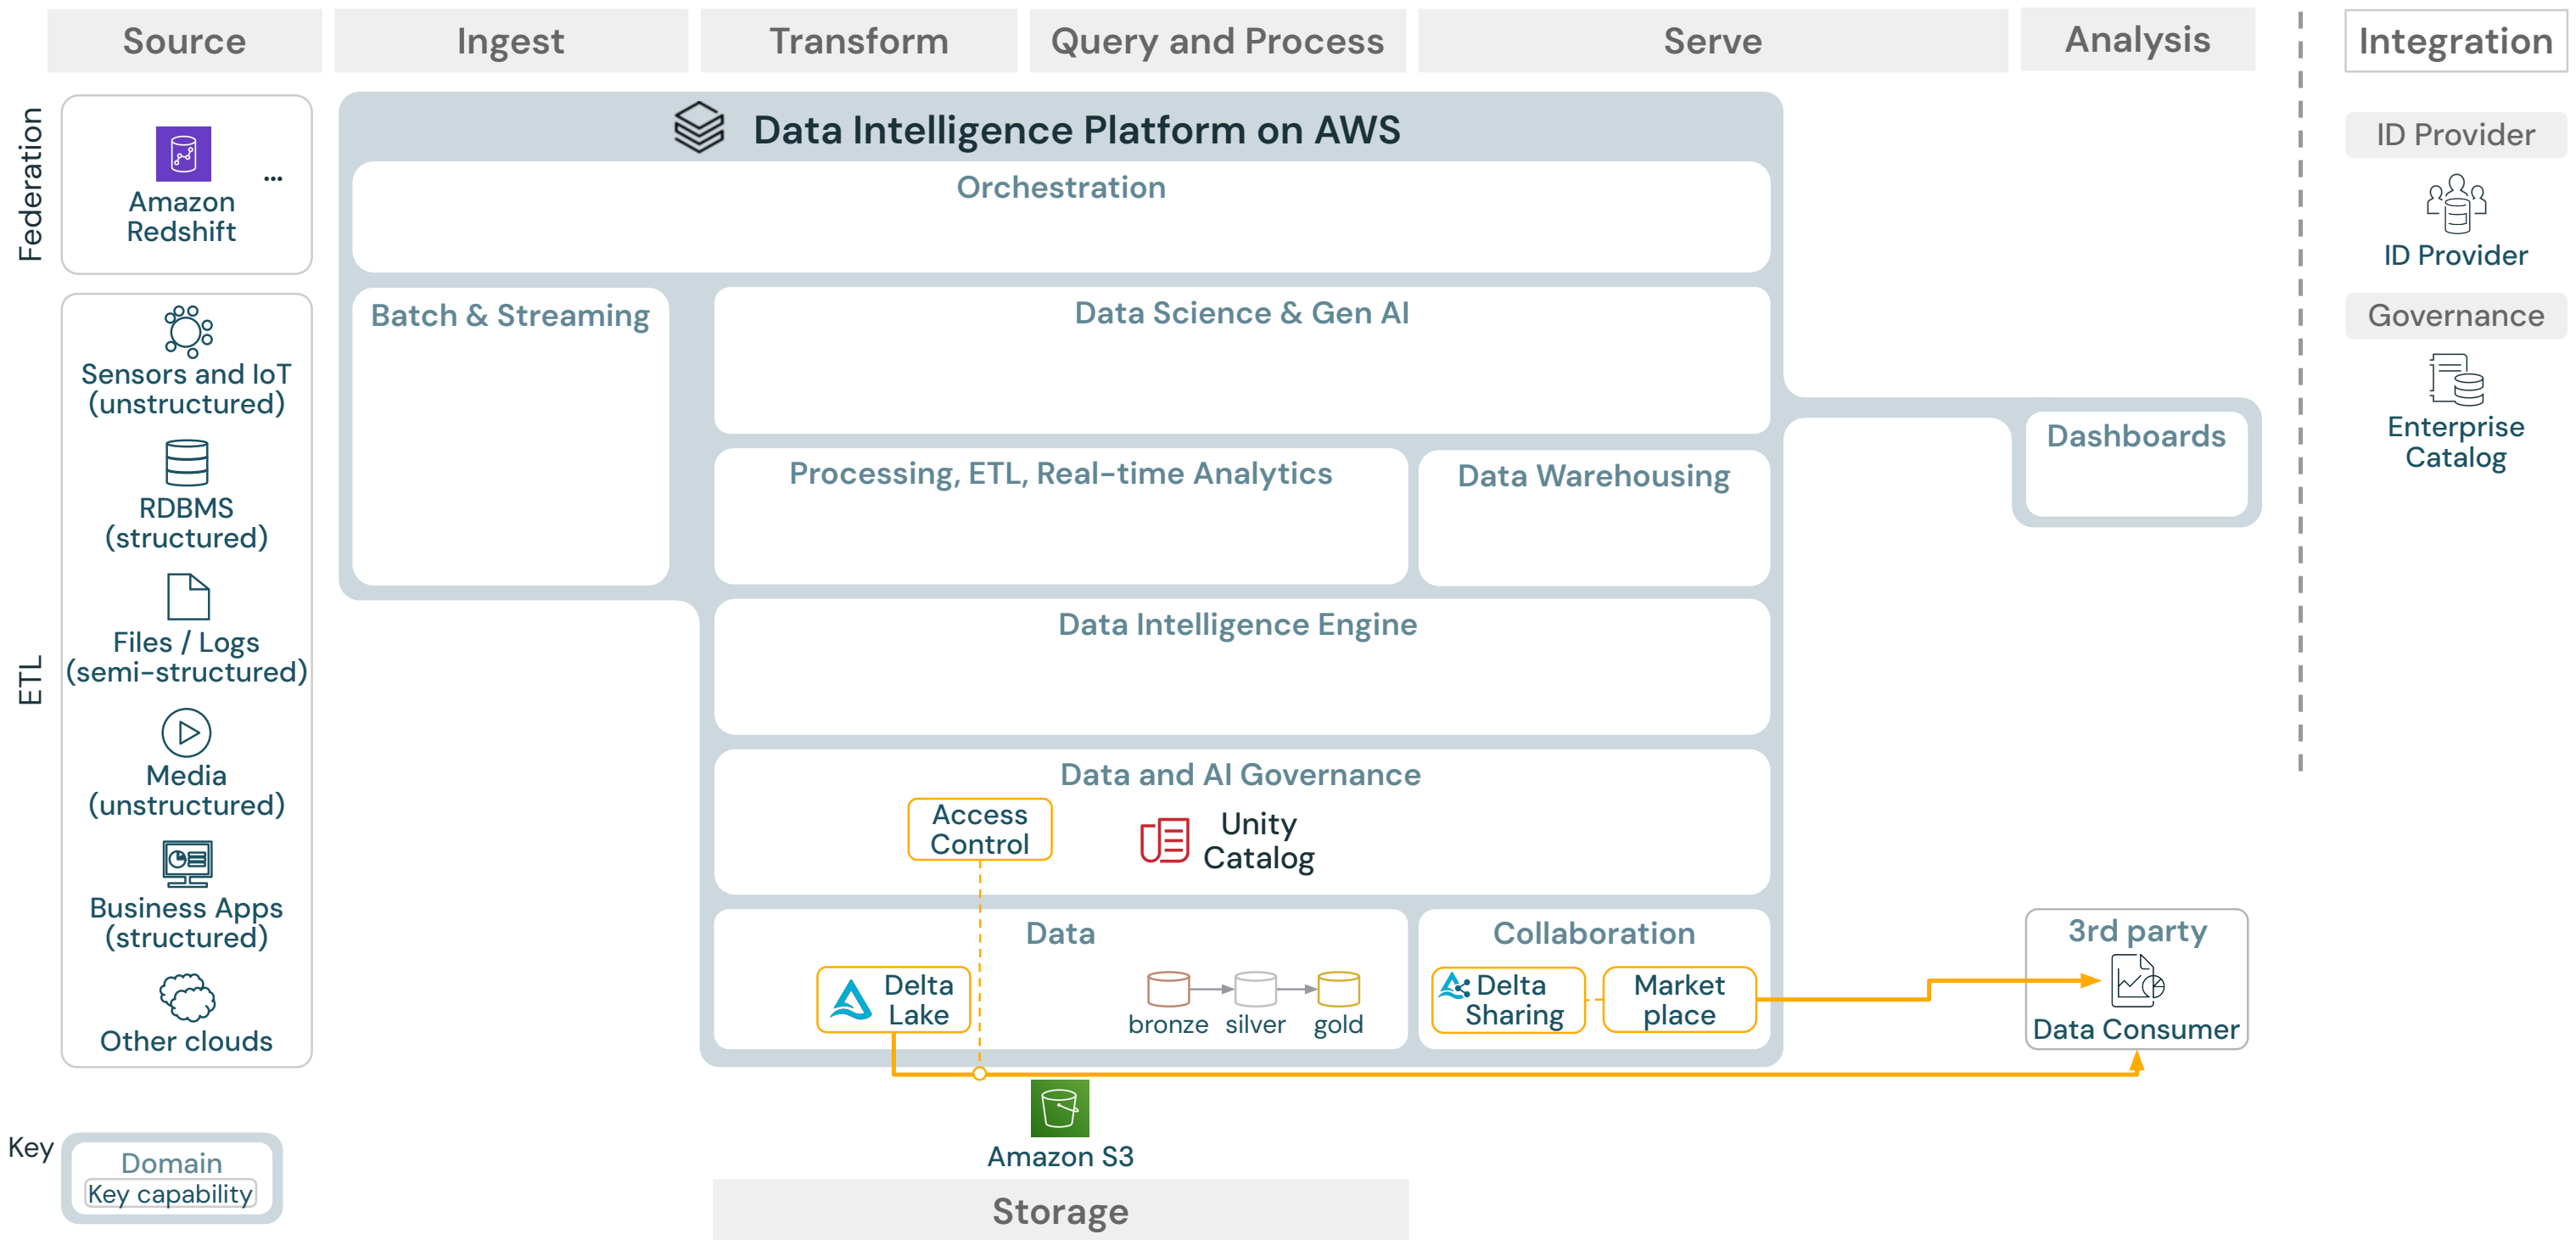 Source
Ingest
Transform
Query and Process
Serve
Analysis
Integration
Federation
Amazon
Redshift
...
ETL
Sensors and IoT
(unstructured)
RDBMS
(structured)
Files / Logs
(semi-structured)
Media
(unstructured)
Business Apps
(structured)
Other clouds
Data Intelligence Platform on AWS
Orchestration
Batch & Streaming
Data Science & Gen AI
Processing, ETL, Real-time Analytics
Data Warehousing
Dashboards
Data Intelligence Engine
Data and AI Governance
Access
Control
Unity
Catalog
Data
Delta
Lake
bronze
silver
gold
Collaboration
Delta
Sharing
Market
place
3rd party
Data Consumer
ID Provider
ID Provider
Governance
Enterprise
Catalog
Amazon S3
Storage
Key
Domain
Key capability